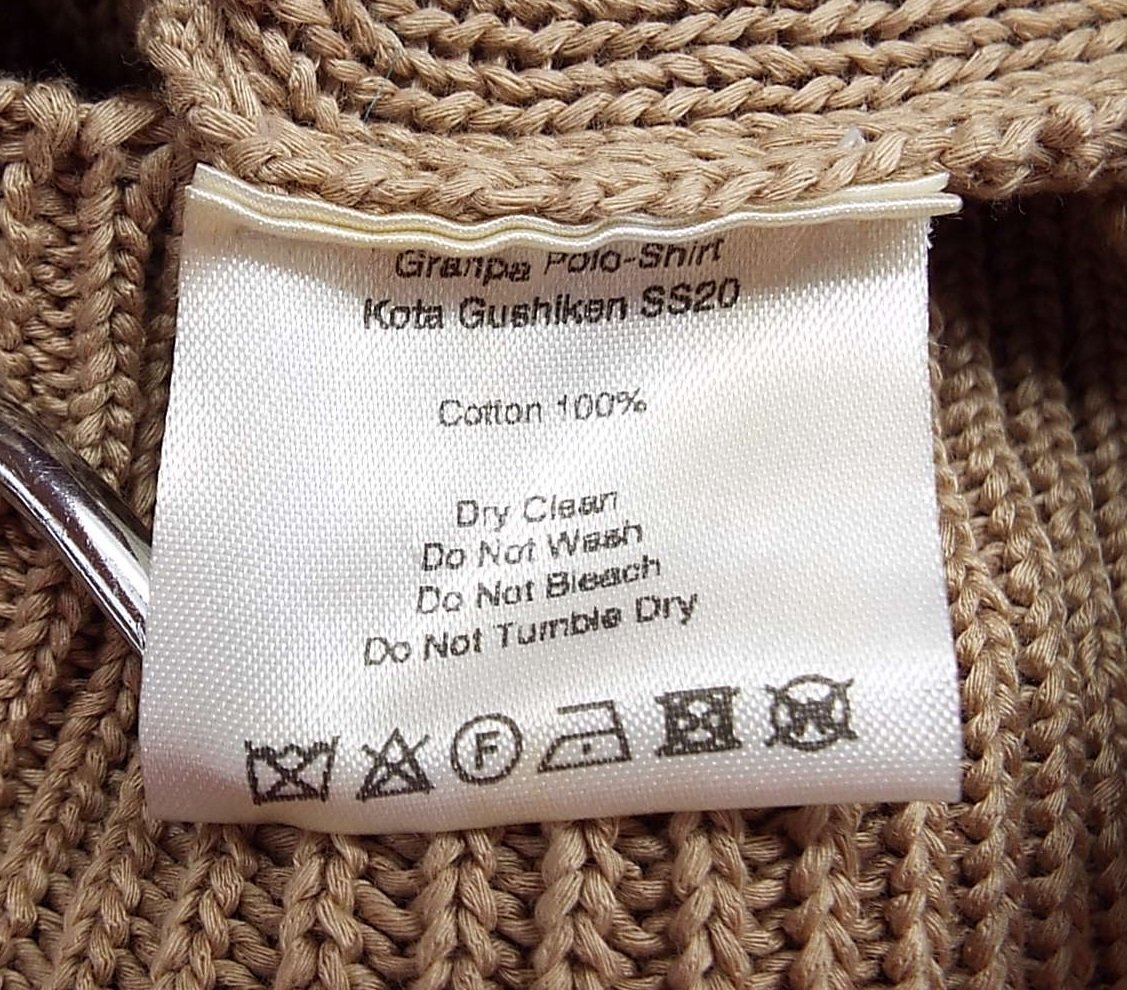 Granpa Polo-Shirt
Kota Gushiken SS20
Cotton 100%
Dry Clean
Do Not Wash
Do Not Bleach
Do Not Tumble Dry
F W